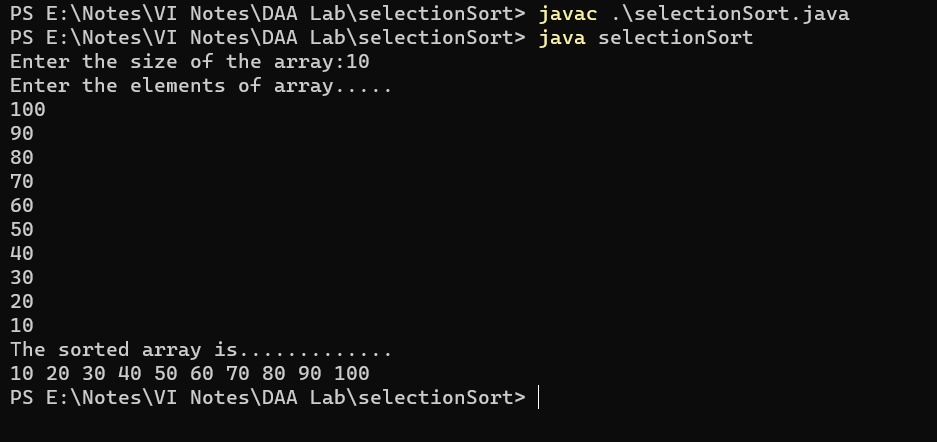 PS E:\Notes\VI Notes\DAA Lab\selectionSort> javac .\selectionSort.java
PS E:\Notes\VI Notes\DAA Lab\selectionSort> java selectionSort
Enter the size of the array:10
Enter the elements of array.....
100
90
80
70
60
50
40
30
20
10
The sorted array is.............
10 20 30 40 50 60 70 80 90 100
PS E:\Notes\VI Notes\DAA Lab\selectionSort>